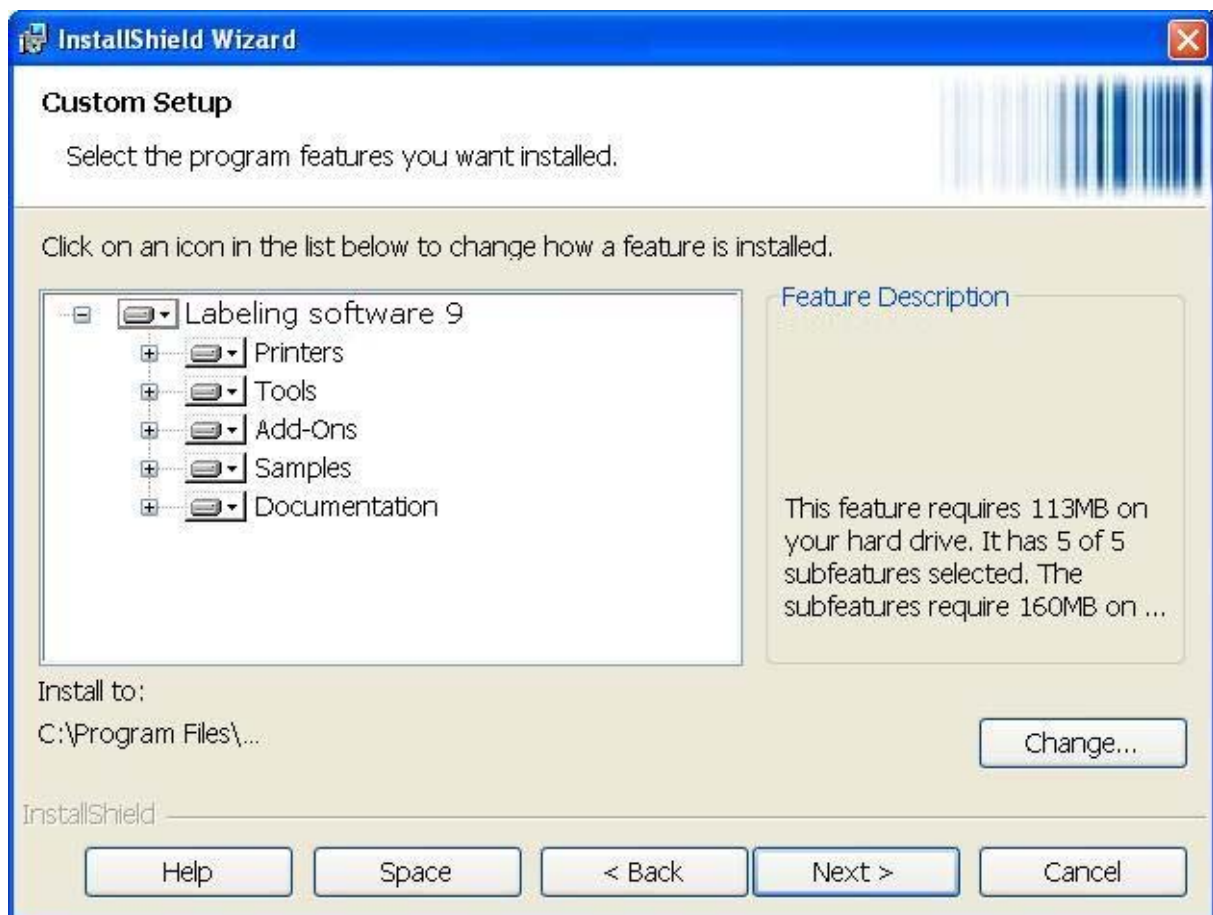 InstallShield Wizard
Custom Setup
Select the program features you want installed.
Click on an icon in the list below to change how a feature is installed.
Labeling software 9
Printers
Tools
Add-Ons
Samples
Documentation
Feature Description
This feature requires 113MB on
your hard drive. It has 5 of 5
subfeatures selected. The
subfeatures require 160MB on ...
Install to:
C:\Program Files\...
Change...
InstallShield
Help
Space
< Back
Next >
Cancel